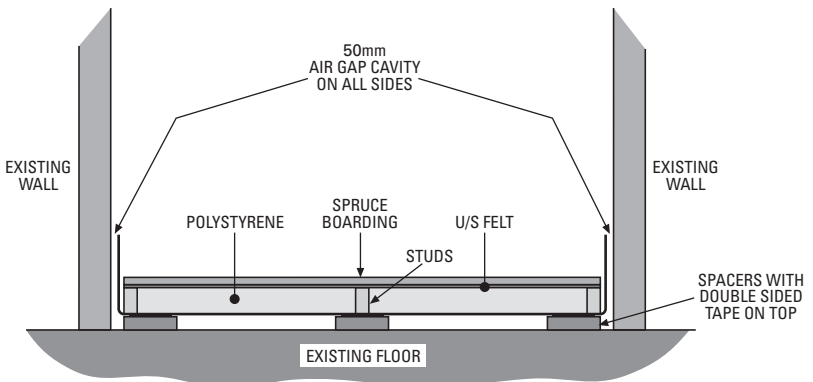 50mm
AIR GAP CAVITY
ON ALL SIDES
EXISTING
WALL
EXISTING
WALL
POLYSTYRENE
SPRUCE
BOARDING
U/S FELT
STUDS
SPACERS WITH
DOUBLE SIDED
TAPE ON TOP
EXISTING FLOOR